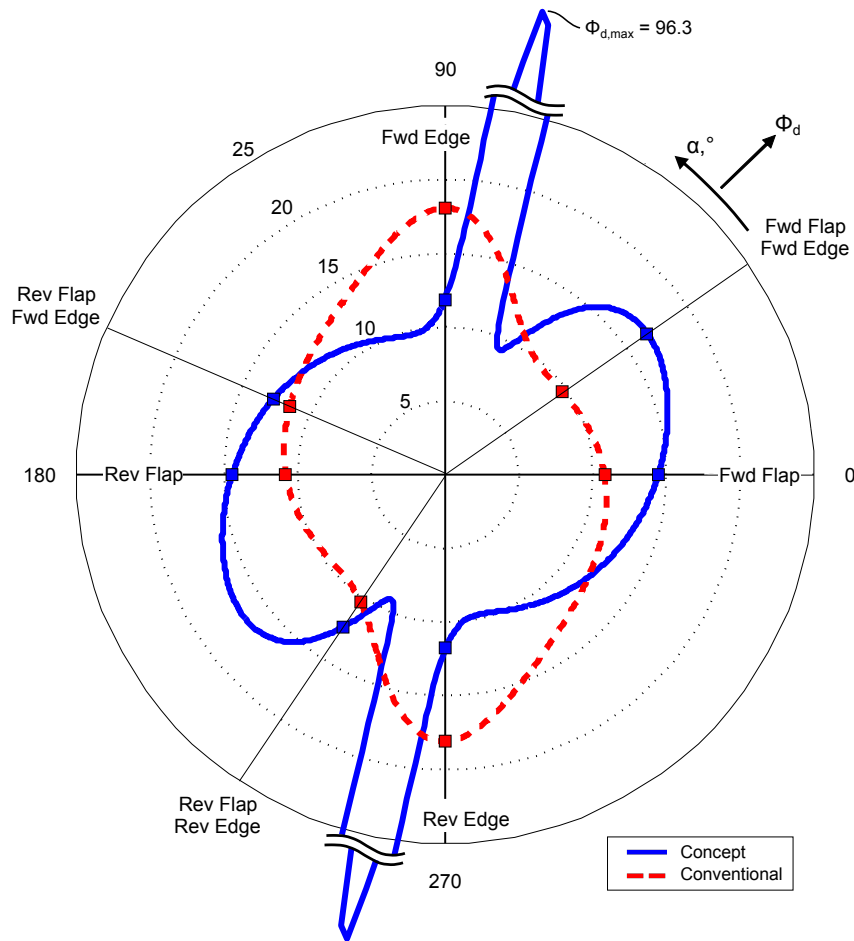 Φd,max = 96.3
90
Fwd Edge
25
α,°
Φd
20
Fwd Flap
Fwd Edge
15
Rev Flap
Fwd Edge
10
5
180
Rev Flap
Fwd Flap
0
Rev Flap
Rev Edge
Rev Edge
270
Concept
Conventional